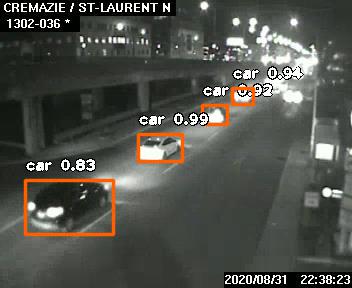 CREMAZIE / ST-LAURENT N
1302-036 *
car 0.94
car 0.92
car 0.99
car 0.83
2020/08/31 22:38:23